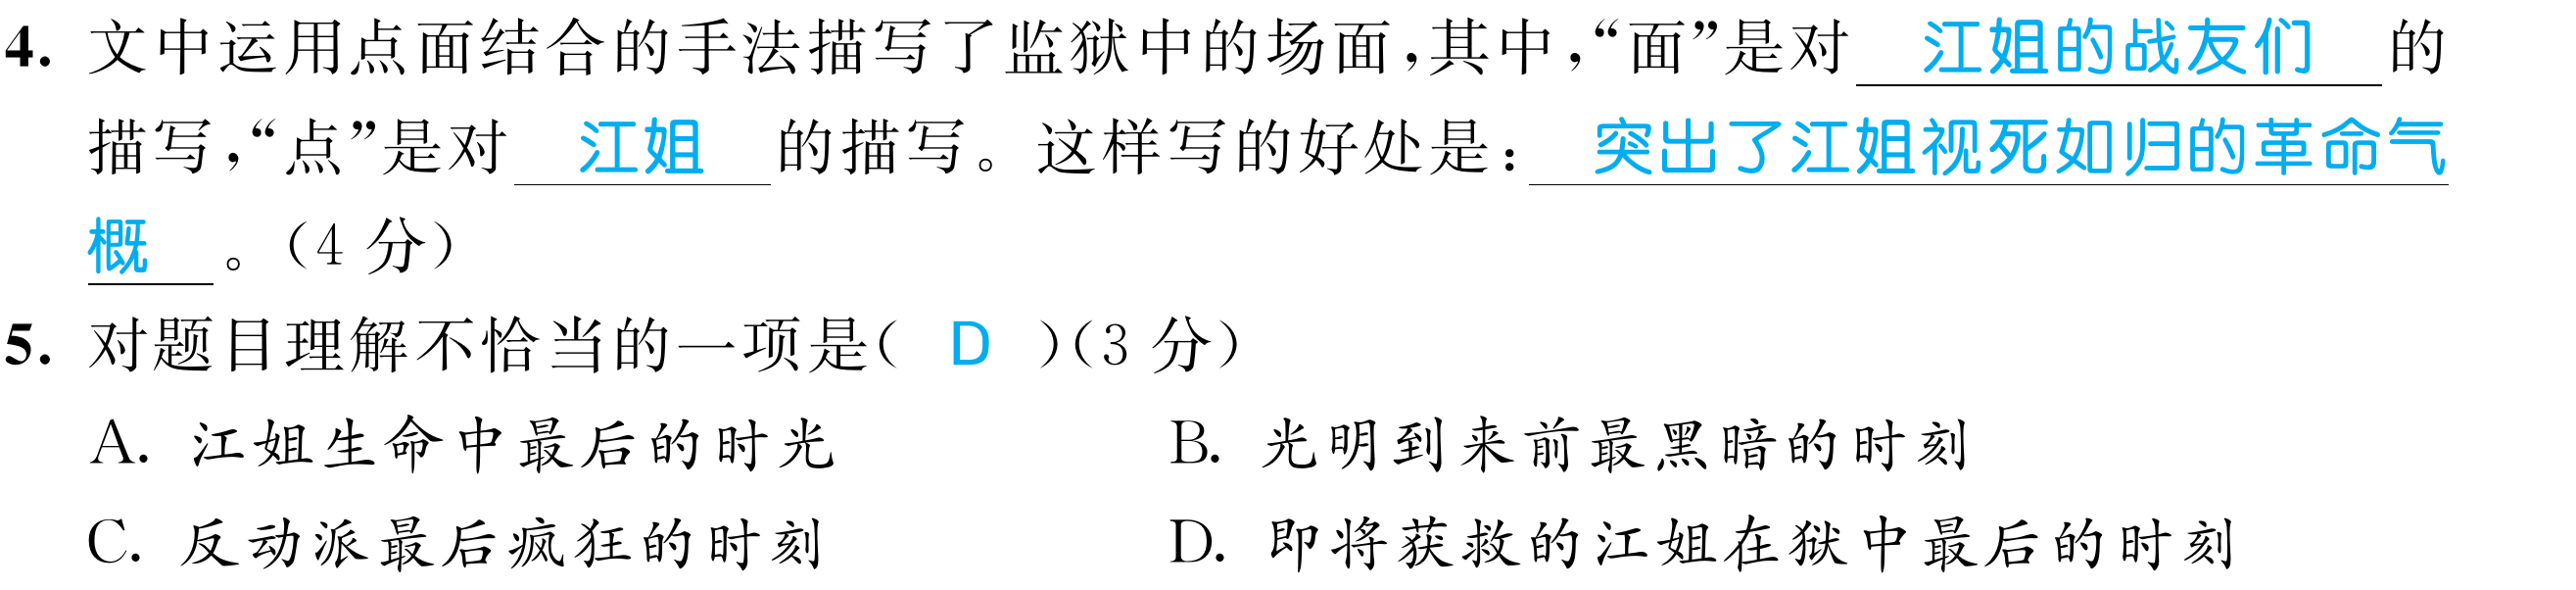 4. 文中运用点面结合的手法描写了监狱中的场面,其中,“面”是对 江姐的战友们 的
描写,“点”是对 江姐 的描写。这样写的好处是: 突出了江姐视死如归的革命气
概 。(4 分)
5. 对题目理解不恰当的一项是( D )(3 分)
A. 江姐生命中最后的时光 B. 光明到来前最黑暗的时刻
C. 反动派最后疯狂的时刻 D. 即将获救的江姐在狱中最后的时刻